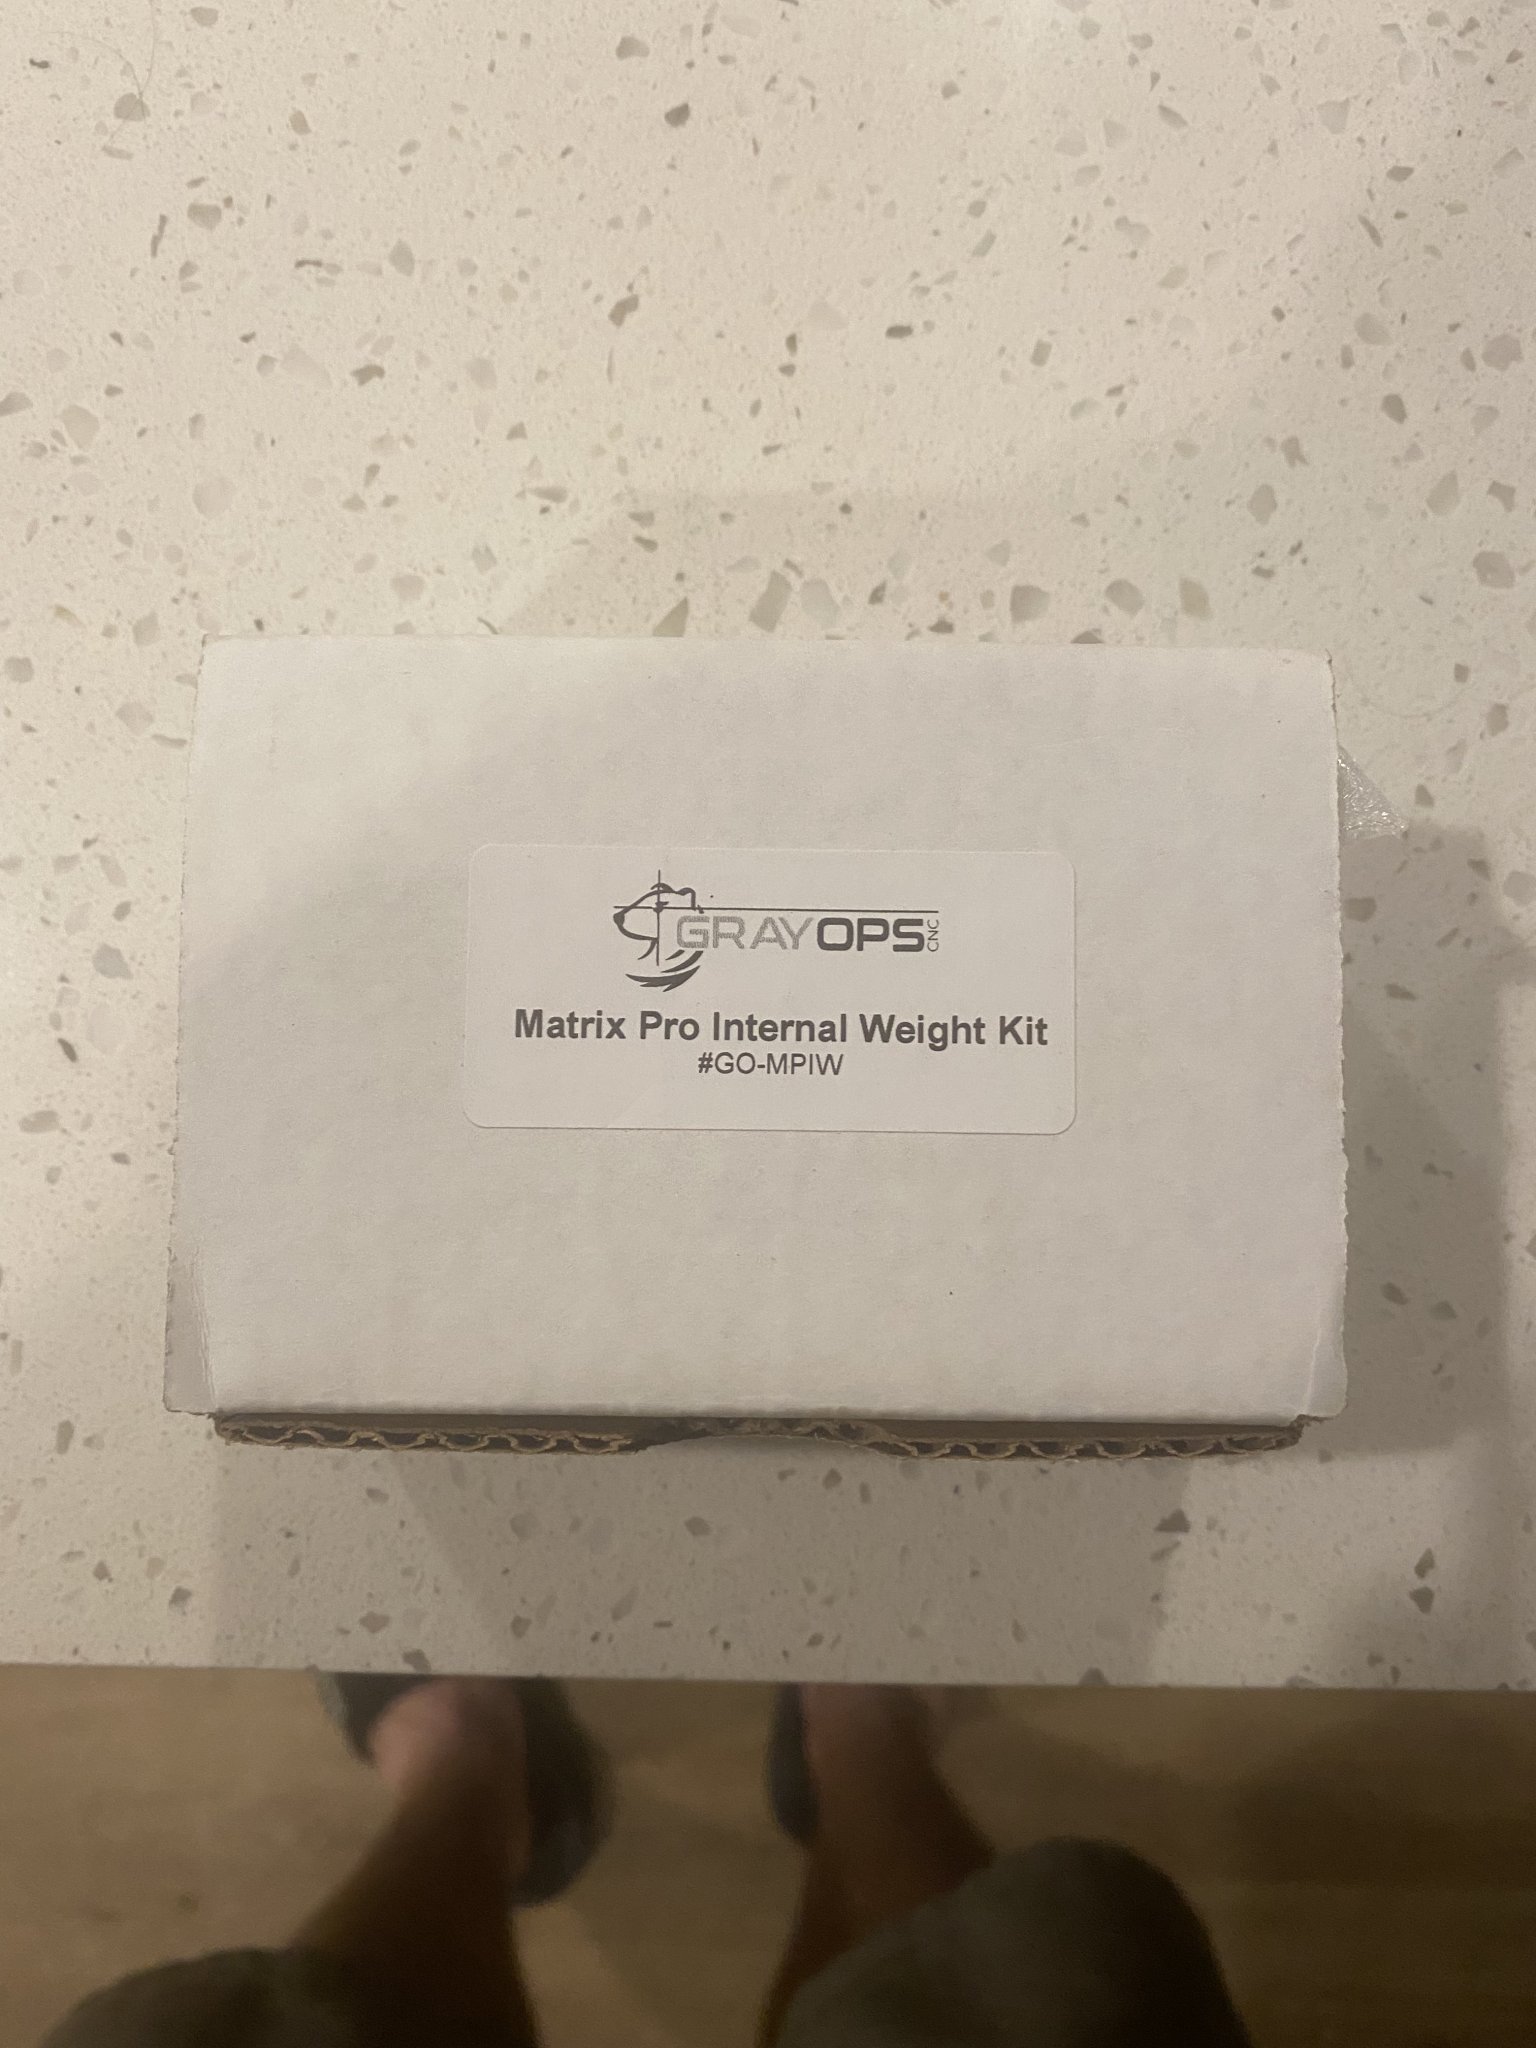 GRAYOPS CNC
Matrix Pro Internal Weight Kit
#GO-MPIW